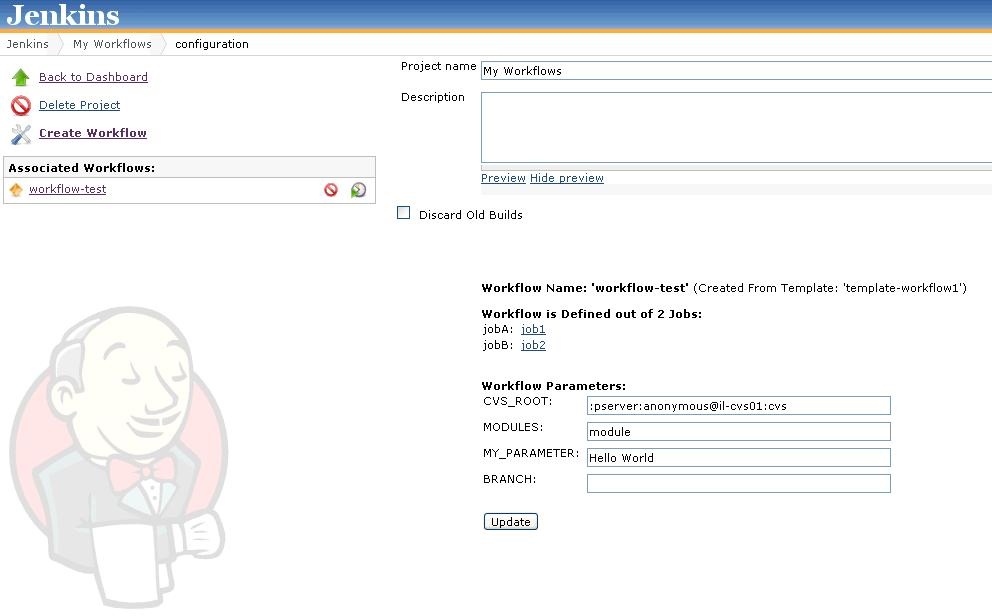 Jenkins
Jenkins My Workflows configuration
Back to Dashboard
Delete Project
Create Workflow
Associated Workflows:
workflow-test
Project name My Workflows
Description
Preview Hide preview
Discard Old Builds
Workflow Name: 'workflow-test' (Created From Template: 'template-workflow1')
Workflow is Defined out of 2 Jobs:
jobA: job1
jobB: job2
Workflow Parameters:
CVS_ROOT: :pserver:anonymous@il-cvs01:cvs
MODULES: module
MY_PARAMETER: Hello World
BRANCH:
Update